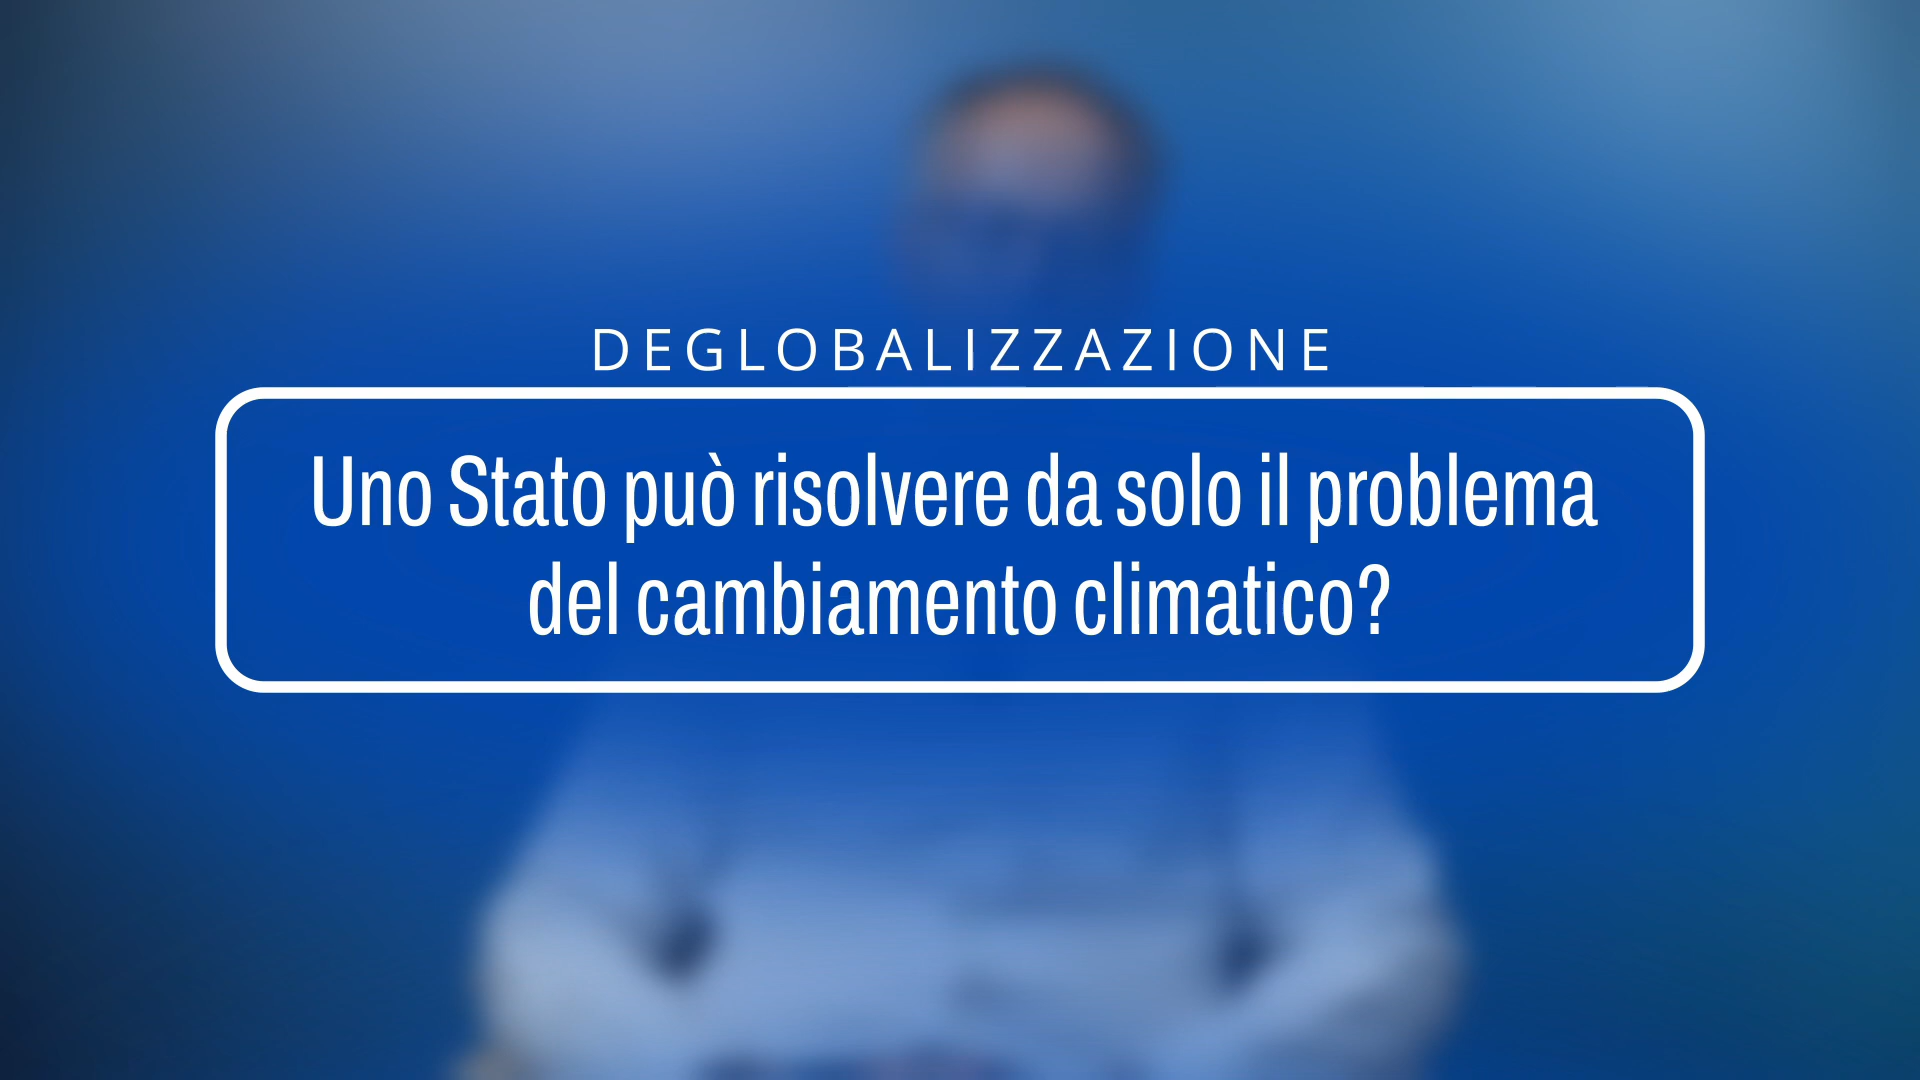 DEGLOBALIZZAZIONE
Uno Stato può risolvere da solo il problema
del cambiamento climatico?